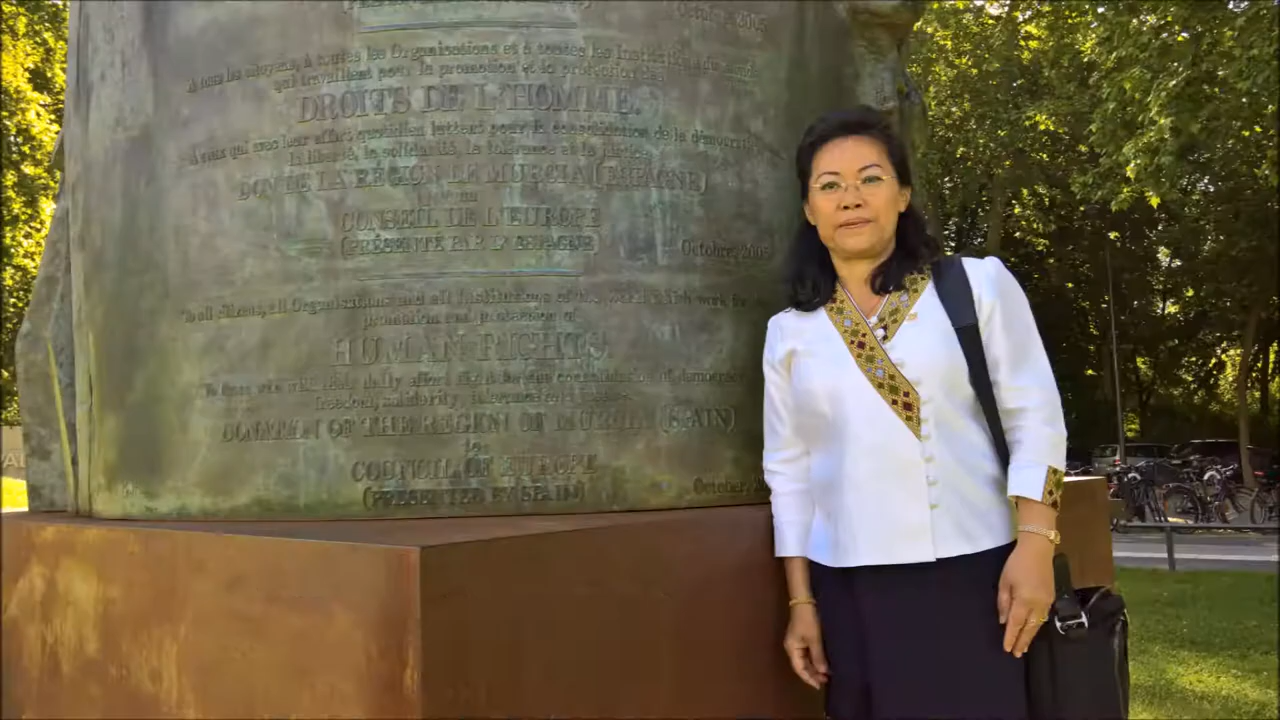 Octobre, 2005
A tous les citoyens, à toutes les Organisations et à toutes les Institutions du monde
qui travaillent pour la promotion et la protection des
DROITS DE L'HOMME.
A ceux qui avec leur effort quotidien luttent pour la consolidation de la démocratie,
la liberté, la solidarité, la tolérance et la justice.
DON DE LA RÉGION DE MURCIA (ESPAGNE)
au
CONSEIL DE L'EUROPE
(PRÉSENTÉ PAR L'ESPAGNE)
Octobre, 2005
To all citizens, all Organisations and all Institutions of the world which work for
promotion and protection of
HUMAN RIGHTS.
To those who with their daily effort fight for the consolidation of democracy
freedom, solidarity, tolerance and justice.
DONATION OF THE REGION OF MURCIA (SPAIN)
to
COUNCIL OF EUROPE
(PRESENTED BY SPAIN)
October,